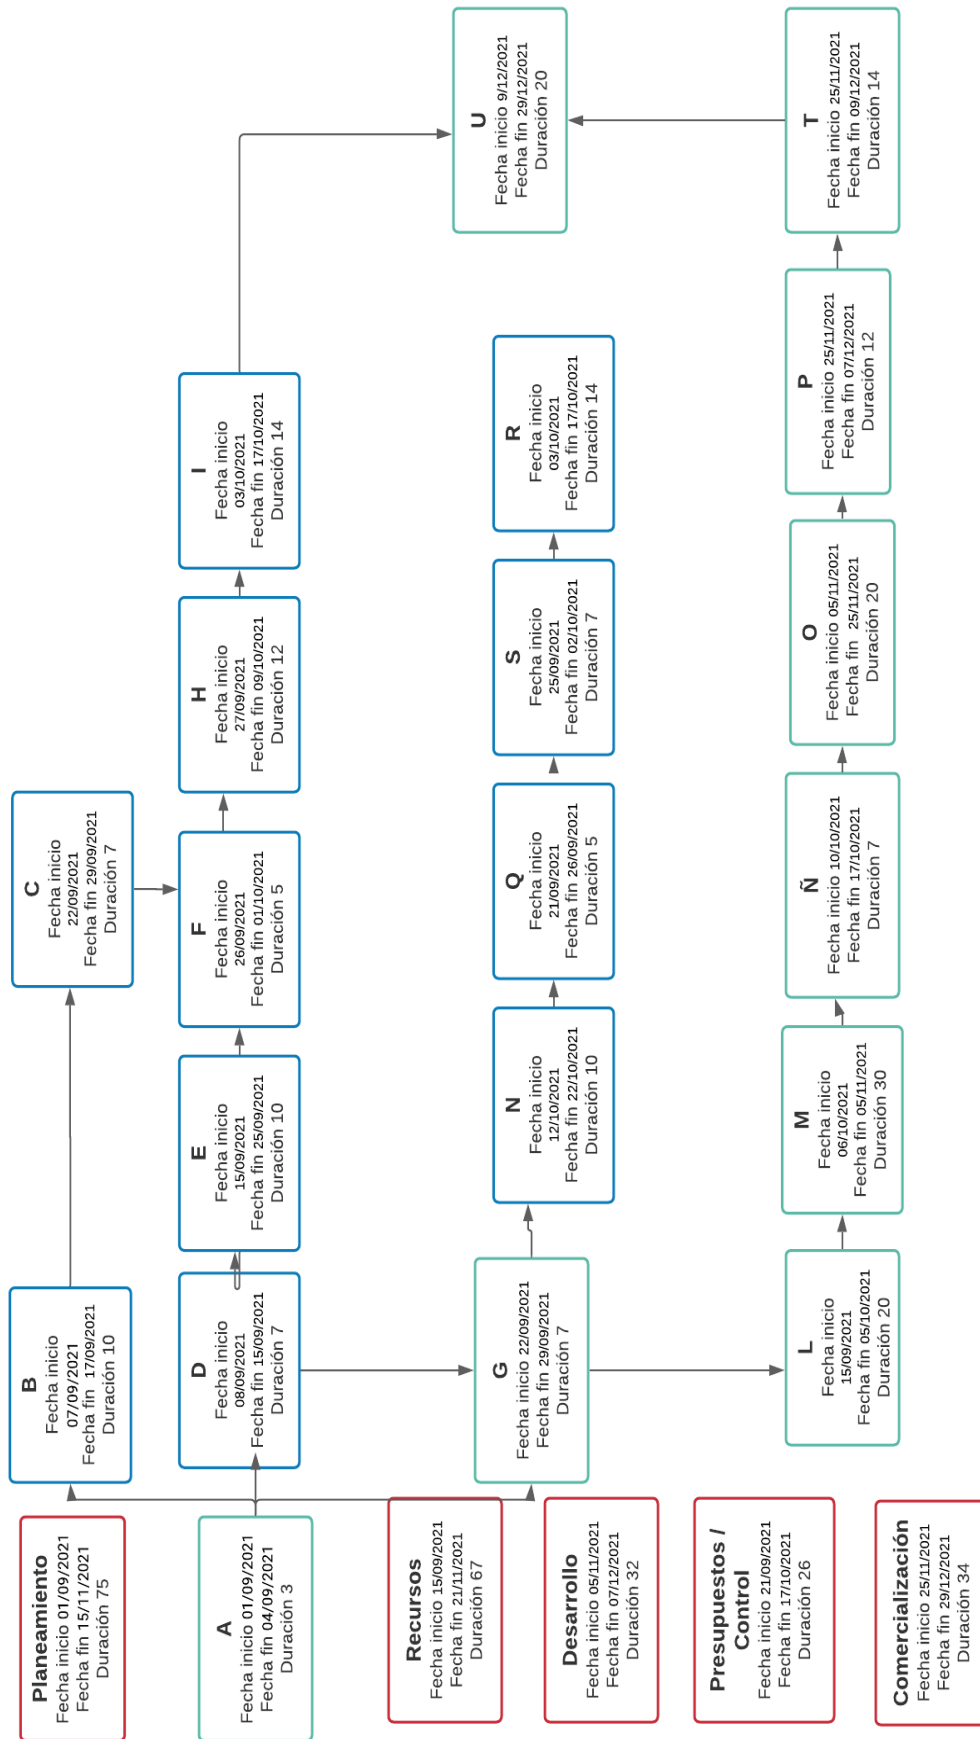 Planeamiento
Fecha inicio 01/09/2021
Fecha fin 15/11/2021
Duración 75
B
Fecha inicio
07/09/2021
Fecha fin 17/09/2021
Duración 10
C
Fecha inicio
22/09/2021
Fecha fin 29/09/2021
Duración 7
A
Fecha inicio 01/09/2021
Fecha fin 04/09/2021
Duración 3
D
Fecha inicio
08/09/2021
Fecha fin 15/09/2021
Duración 7
E
Fecha inicio
15/09/2021
Fecha fin 25/09/2021
Duración 10
F
Fecha inicio
26/09/2021
Fecha fin 01/10/2021
Duración 5
H
Fecha inicio
27/09/2021
Fecha fin 09/10/2021
Duración 12
I
Fecha inicio
03/10/2021
Fecha fin 17/10/2021
Duración 14
Recursos
Fecha inicio 15/09/2021
Fecha fin 21/11/2021
Duración 67
G
Fecha inicio 22/09/2021
Fecha fin 29/09/2021
Duración 7
N
Fecha inicio
12/10/2021
Fecha fin 22/10/2021
Duración 10
Q
Fecha inicio
21/09/2021
Fecha fin 26/09/2021
Duración 5
S
Fecha inicio
25/09/2021
Fecha fin 02/10/2021
Duración 7
R
Fecha inicio
03/10/2021
Fecha fin 17/10/2021
Duración 14
U
Fecha inicio 9/12/2021
Fecha fin 29/12/2021
Duración 20
Desarrollo
Fecha inicio 05/11/2021
Fecha fin 07/12/2021
Duración 32
Presupuestos /
Control
Fecha inicio 21/09/2021
Fecha fin 17/10/2021
Duración 26
L
Fecha inicio
15/09/2021
Fecha fin 05/10/2021
Duración 20
M
Fecha inicio
06/10/2021
Fecha fin 05/11/2021
Duración 30
Ñ
Fecha inicio 10/10/2021
Fecha fin 17/10/2021
Duración 7
O
Fecha inicio 05/11/2021
Fecha fin 25/11/2021
Duración 20
P
Fecha inicio 25/11/2021
Fecha fin 07/12/2021
Duración 12
T
Fecha inicio 25/11/2021
Fecha fin 09/12/2021
Duración 14
Comercialización
Fecha inicio 25/11/2021
Fecha fin 29/12/2021
Duración 34